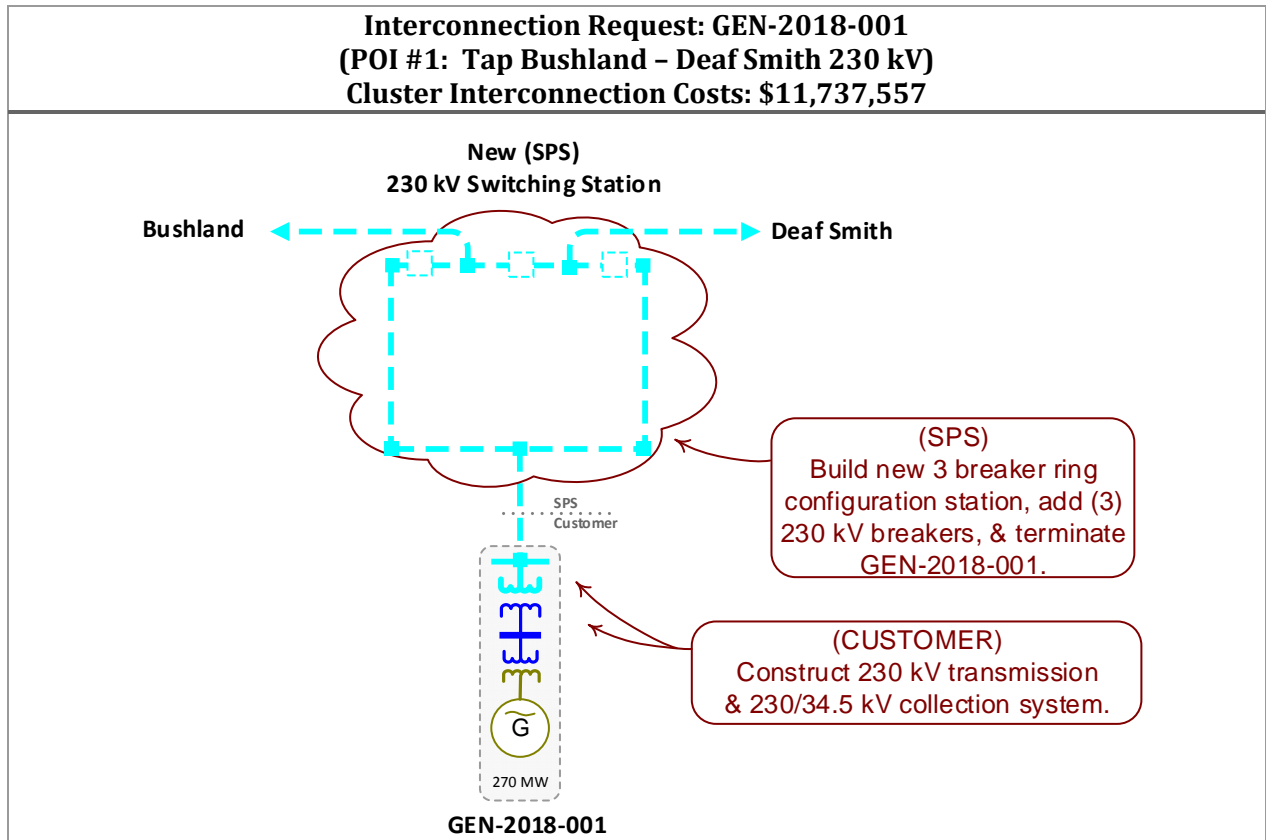 Interconnection Request: GEN-2018-001
(POI #1: Tap Bushland – Deaf Smith 230 kV)
Cluster Interconnection Costs: $11,737,557
New (SPS)
230 kV Switching Station
Bushland
Deaf Smith
(SPS)
Build new 3 breaker ring
configuration station, add (3)
230 kV breakers, & terminate
GEN-2018-001.
SPS
Customer
(CUSTOMER)
Construct 230 kV transmission
& 230/34.5 kV collection system.
G
270 MW
GEN-2018-001